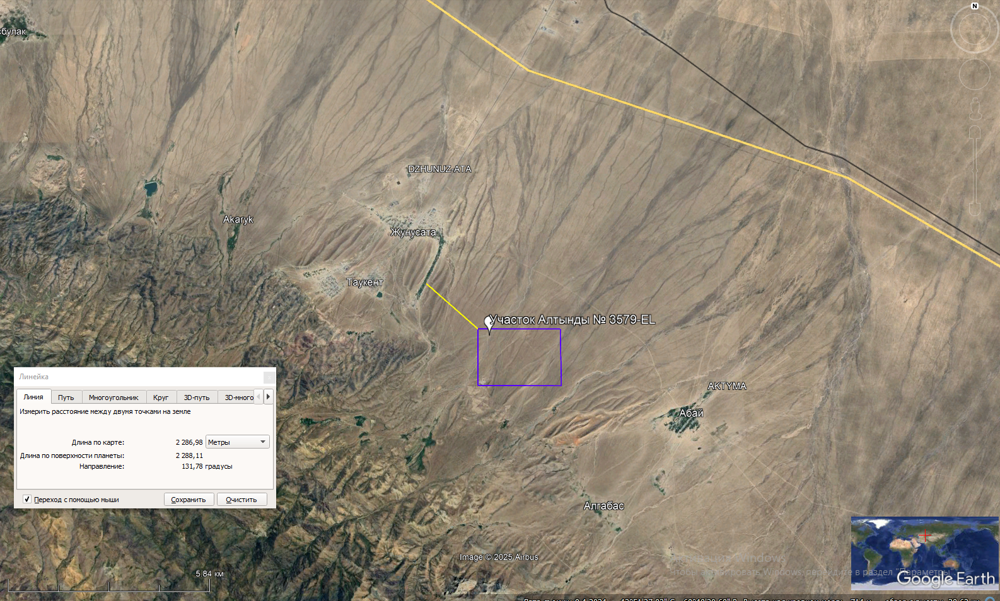 N
сбулак
DZHUNUZ-ATA
Akaryk
Жунусата
Таукент
Участок Алтынды № 3579-EL
AKTYMA
Абай
Алгабас
Линейка
Линия
Путь
Многоугольник
Круг
3D-путь
3D-много
Измерить расстояние между двумя точками на земле
Длина по карте: 2 286,98 Метры
Длина по поверхности планеты: 2 288,11
Направление: 131,78 градусы
Переход с помощью мыши
Сохранить
Очистить
Image © 2025 Airbus
5.84 км
Windows
Чтобы активировать Windows, перейдите в раздел "Параметры".
Google Earth